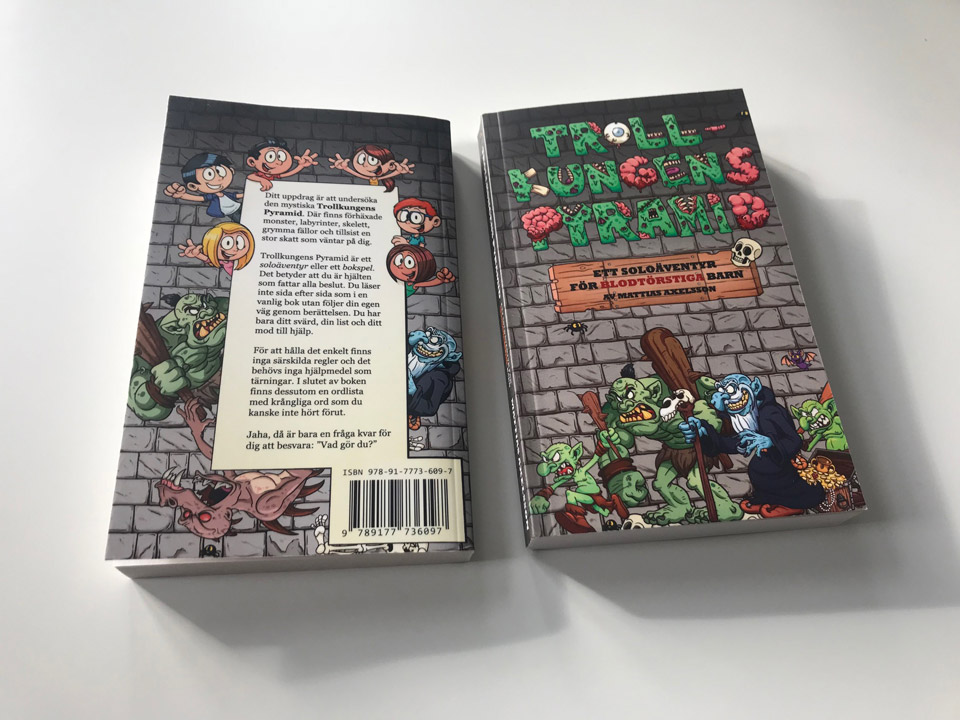 Ditt uppdrag är att undersöka
den mystiska Trollkungens
Pyramid. Där finns förhäxade
monster, labyrinter, skelett,
grymma fällor och tillsist en
stor skatt som väntar på dig.
Trollkungens Pyramid är ett
soloäventyr eller ett bokspel.
Det betyder att du är hjälten
som fattar alla beslut. Du läser
inte sida efter sida som i en
vanlig bok utan följer din egen
väg genom berättelsen. Du har
bara ditt svärd, din list och ditt
mod till hjälp.
För att hålla det enkelt finns
inga särskilda regler och det
behövs inga hjälpmedel som
tärningar. I slutet av boken
finns dessutom en ordlista
med krångliga ord som du
kanske inte hört förut.
Jaha, då är bara en fråga kvar för
dig att besvara: "Vad gör du?"
ISBN 978-91-7773-609-7
9 789177 736097
TROLL-
KUNGENS
PYRAMID
ETT SOLOÄVENTYR
FÖR BLODTÖRSTIGA BARN
AV MATTIAS AXELSSON